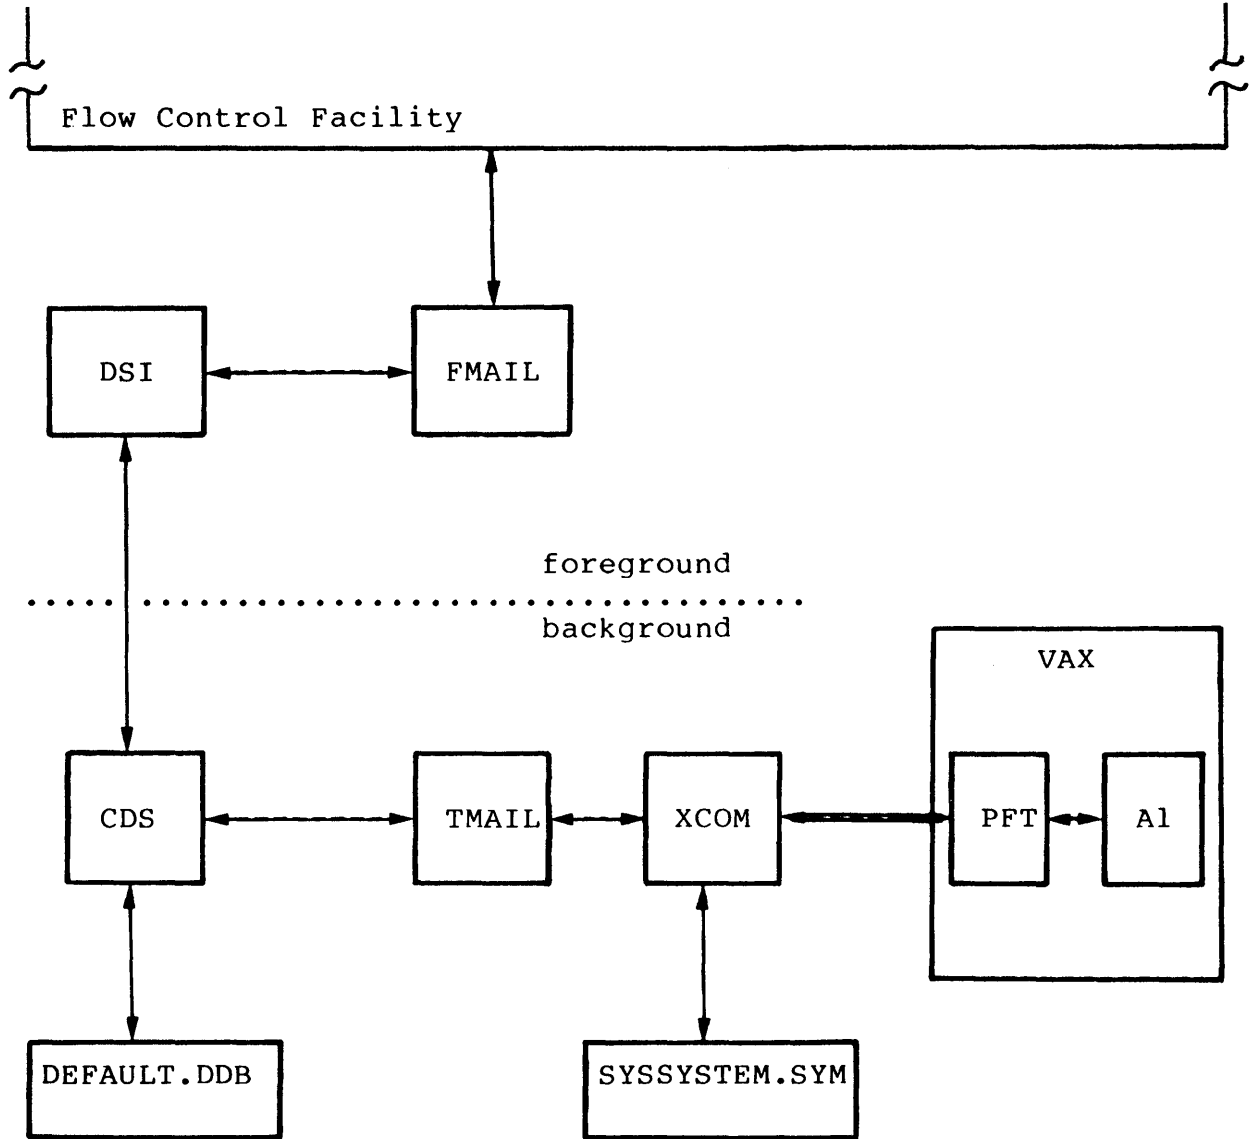 Flow Control Facility
DSI
FMAIL
foreground
background
VAX
CDS
TMAIL
XCOM
PFT
A1
DEFAULT.DDB
SYSSYSTEM.SYM